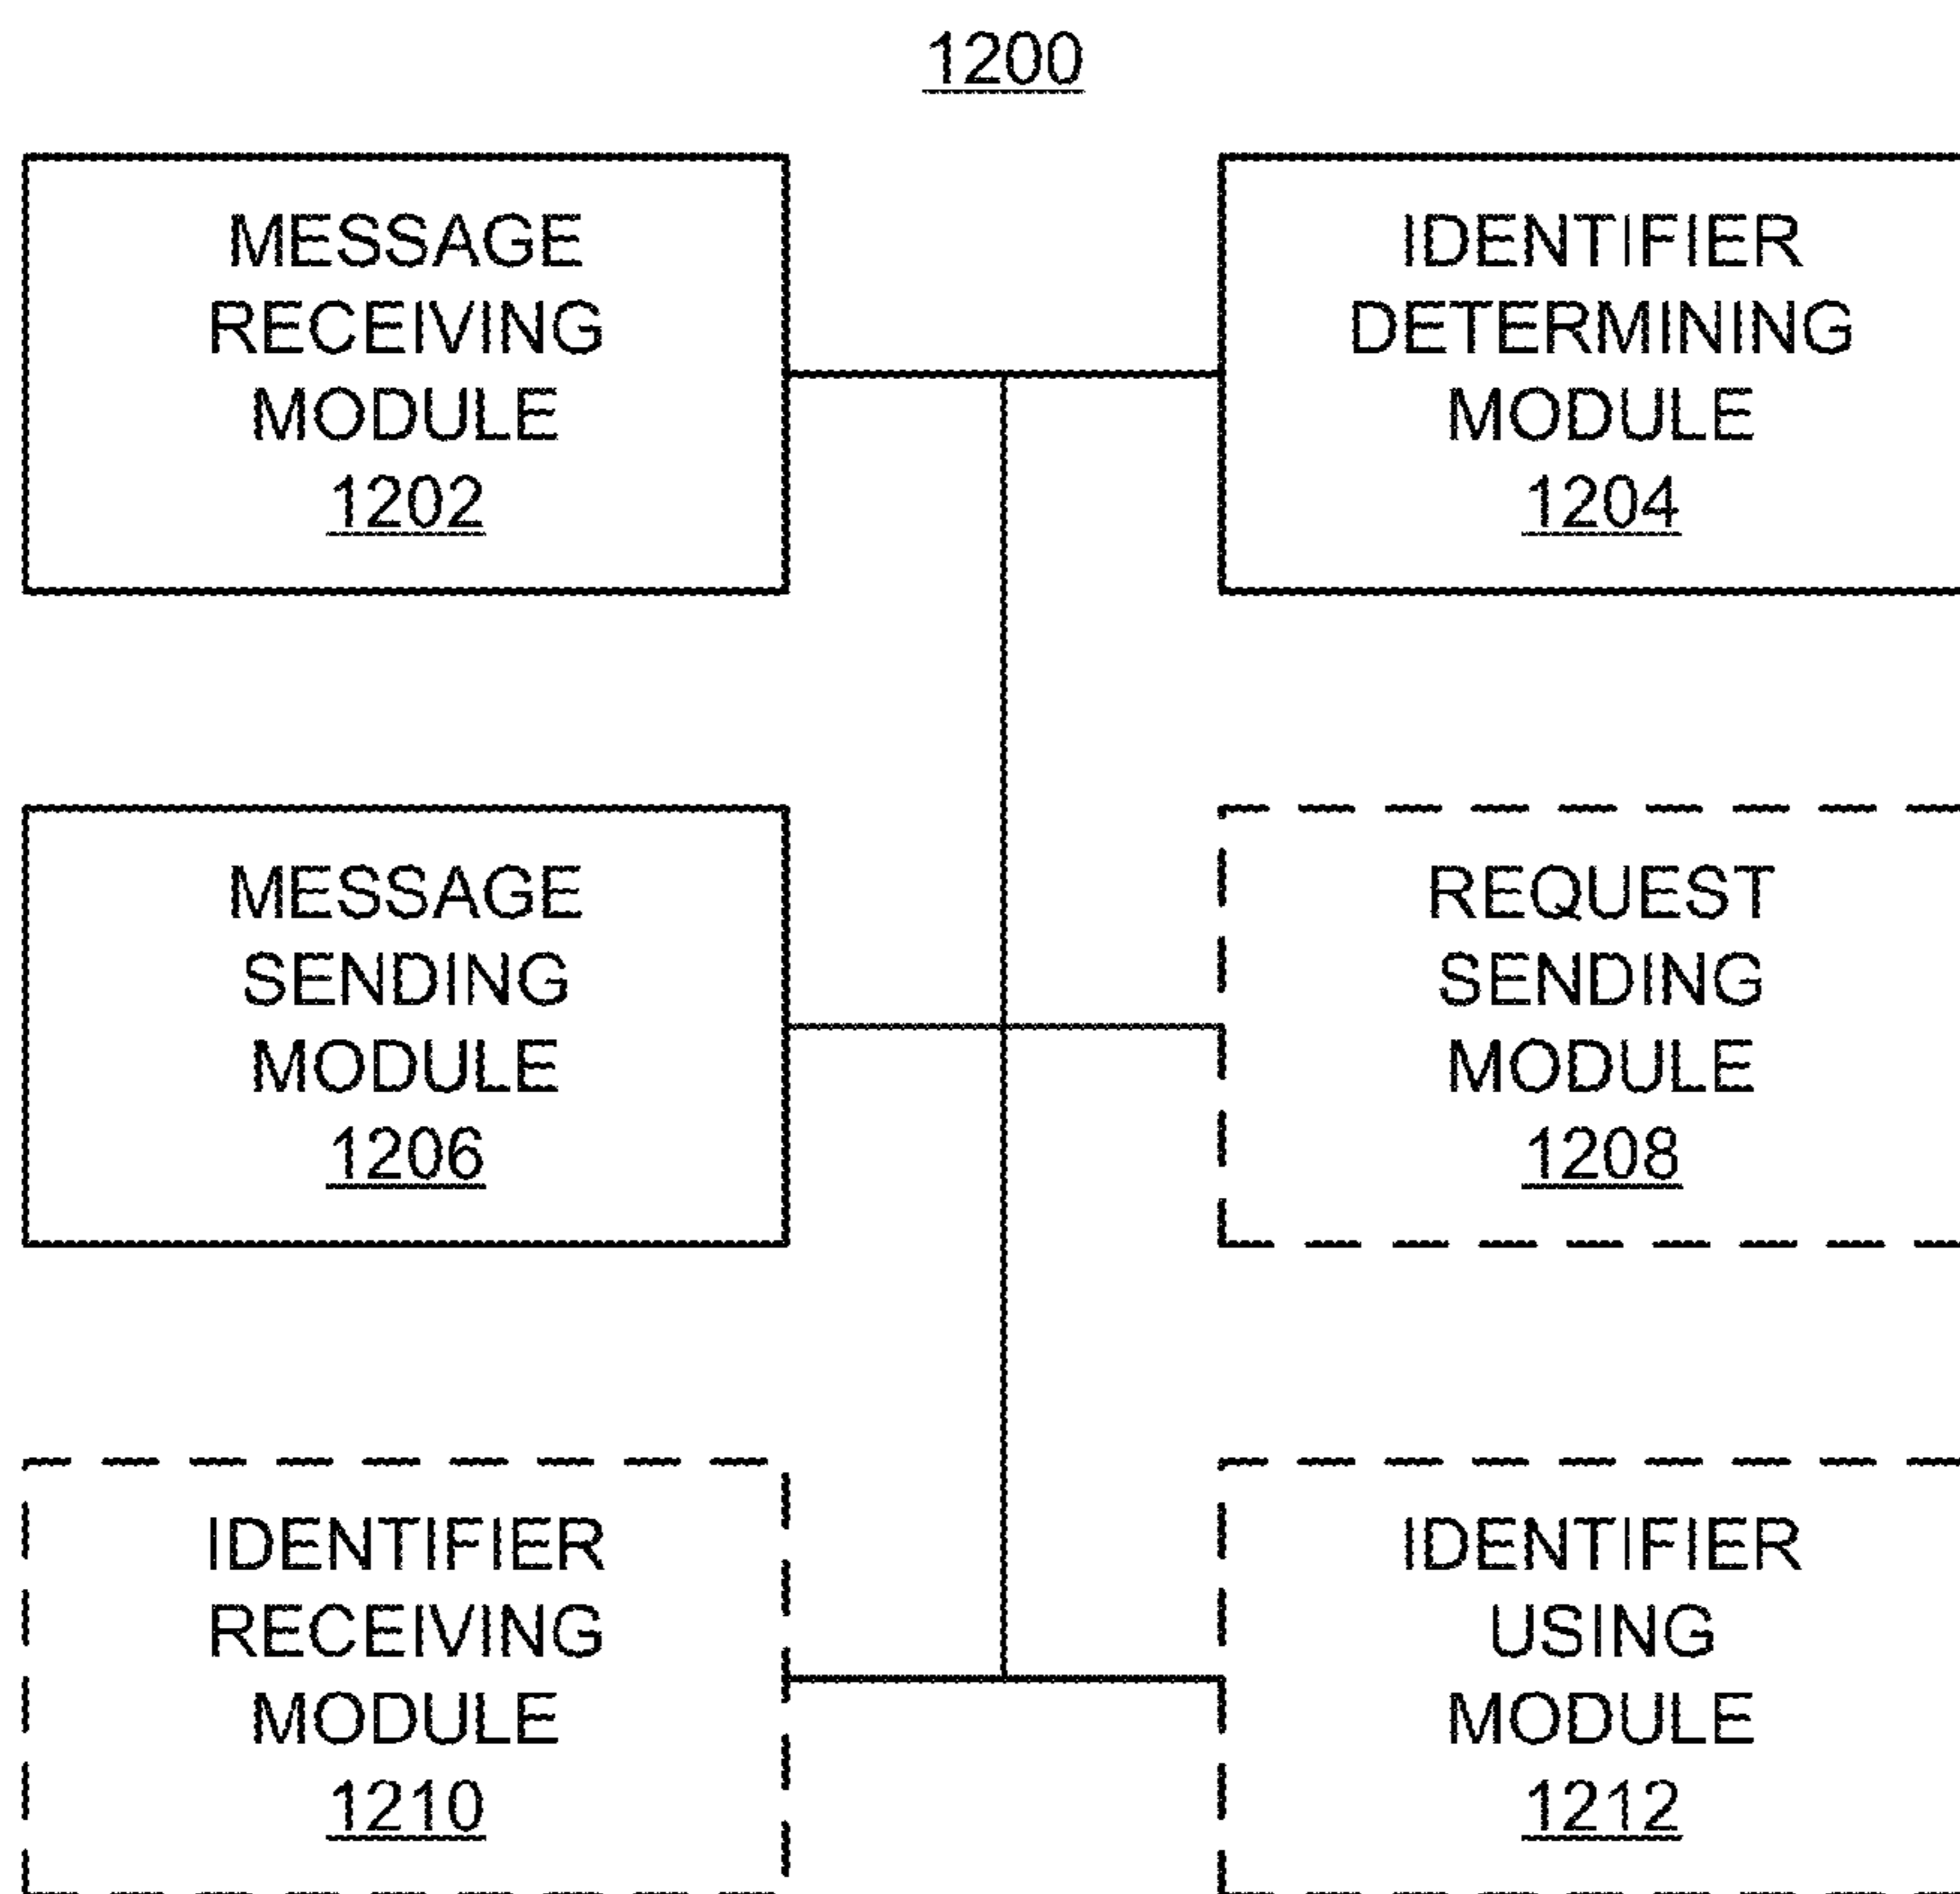 1200
MESSAGE
RECEIVING
MODULE
1202
IDENTIFIER
DETERMINING
MODULE
1204
MESSAGE
SENDING
MODULE
1206
REQUEST
SENDING
MODULE
1208
IDENTIFIER
RECEIVING
MODULE
1210
IDENTIFIER
USING
MODULE
1212